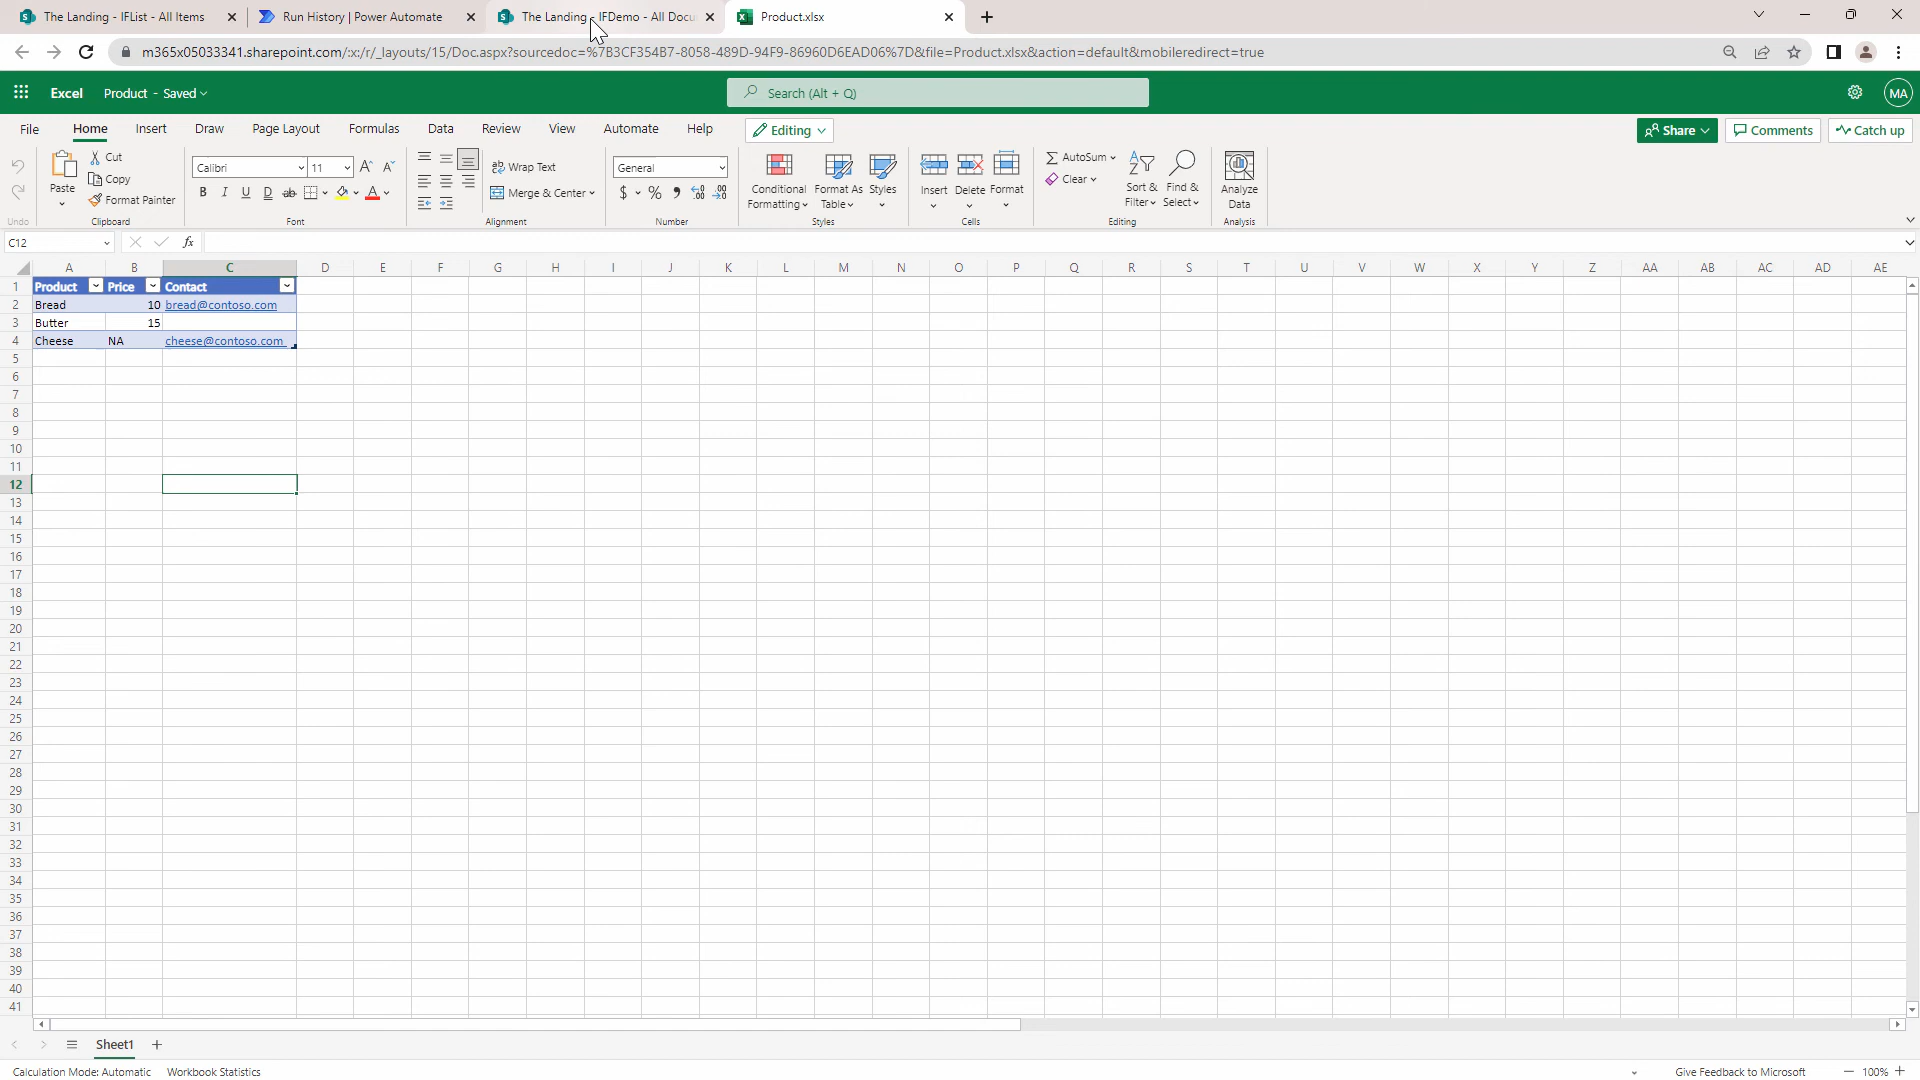 The Landing - IFList - All Items
Run History | Power Automate
The Landing - IFDemo - All Docu
Product.xlsx
m365x05033341.sharepoint.com/:x:/r/_layouts/15/Doc.aspx?sourcedoc=%7B3CF354B7-8058-489D-94F9-86960D6EAD06%7D&file=Product.xlsx&action=default&mobileredirect=true
Excel
Product - Saved
Search (Alt + Q)
MA
File Home Insert Draw Page Layout Formulas Data Review View Automate Help
Editing
Share
Comments
Catch up
Cut
Copy
Format Painter
Paste
Calibri
11
A A
B I U D ab A
Wrap Text
Merge & Center
General
$ % ,
Conditional Formatting
Format As Table
Styles
Insert
Delete
Format
AutoSum
Clear
Sort & Filter
Find & Select
Analyze Data
Undo
Clipboard
Font
Alignment
Number
Styles
Cells
Editing
Analysis
C12
fx
A B C D E F G H I J K L M N O P Q R S T U V W X Y Z AA AB AC AD AE
1 Product Price Contact
2 Bread 10 bread@contoso.com
3 Butter 15
4 Cheese NA cheese@contoso.com
5
6
7
8
9
10
11
12
13
14
15
16
17
18
19
20
21
22
23
24
25
26
27
28
29
30
31
32
33
34
35
36
37
38
39
40
41
Sheet1
Calculation Mode: Automatic Workbook Statistics
Give Feedback to Microsoft
100%